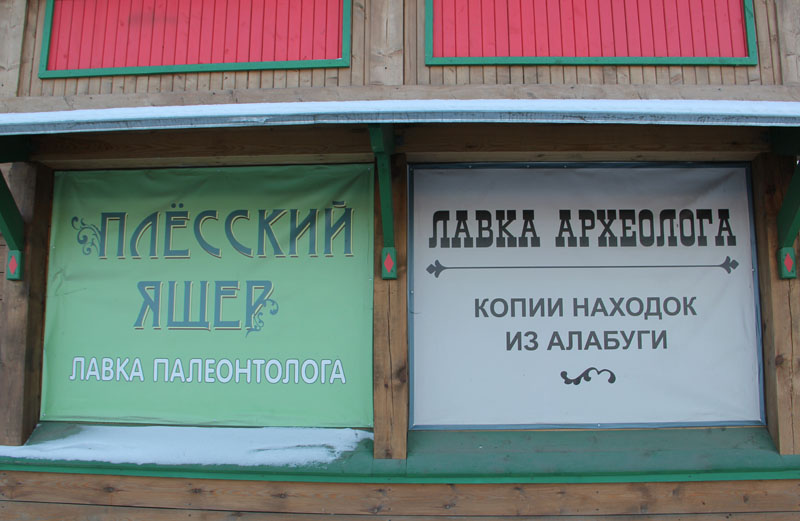 ПЛЁССКИЙ
ЯЩЕР
ЛАВКА ПАЛЕОНТОЛОГА
ЛАВКА АРХЕОЛОГА
КОПИИ НАХОДОК
ИЗ АЛАБУГИ